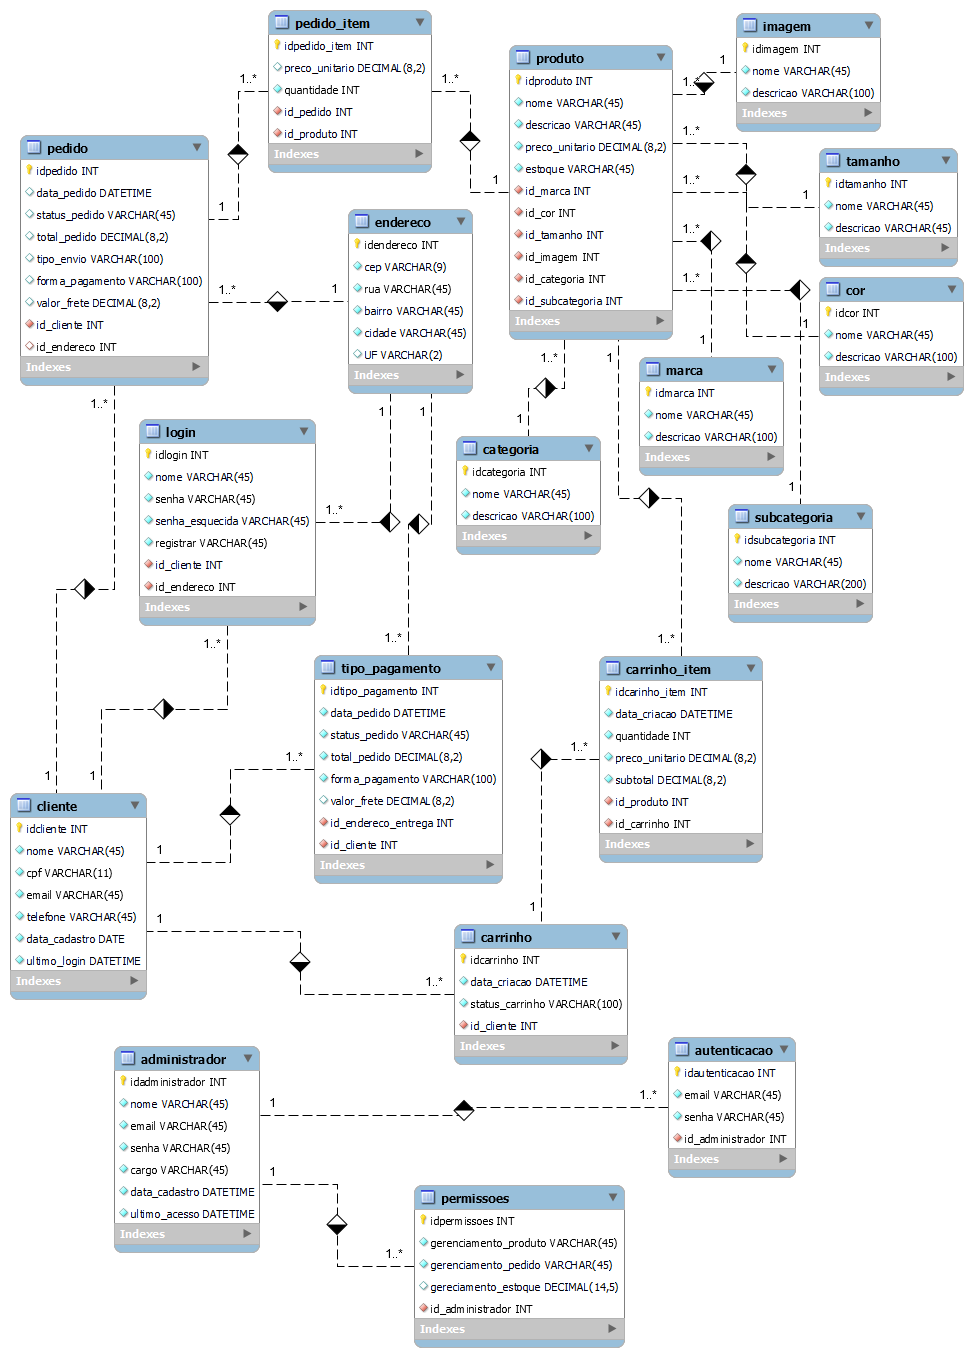 pedido_item
idpedido_item INT
preco_unitario DECIMAL(8,2)
quantidade INT
id_pedido INT
id_produto INT
Indexes
produto
idproduto INT
nome VARCHAR(45)
descricao VARCHAR(45)
preco_unitario DECIMAL(8,2)
estoque VARCHAR(45)
id_marca INT
id_cor INT
id_tamanho INT
id_imagem INT
id_categoria INT
id_subcategoria INT
Indexes
imagem
idimagem INT
nome VARCHAR(45)
descricao VARCHAR(100)
Indexes
pedido
idpedido INT
data_pedido DATETIME
status_pedido VARCHAR(45)
total_pedido DECIMAL(8,2)
tipo_envio VARCHAR(100)
forma_pagamento VARCHAR(100)
valor_frete DECIMAL(8,2)
id_cliente INT
id_endereco INT
Indexes
endereco
idendereco INT
cep VARCHAR(9)
rua VARCHAR(45)
bairro VARCHAR(45)
cidade VARCHAR(45)
UF VARCHAR(2)
Indexes
tamanho
idtamanho INT
nome VARCHAR(45)
descricao VARCHAR(45)
Indexes
cor
idcor INT
nome VARCHAR(45)
descricao VARCHAR(100)
Indexes
marca
idmarca INT
nome VARCHAR(45)
descricao VARCHAR(100)
Indexes
login
idlogin INT
nome VARCHAR(45)
senha VARCHAR(45)
senha_esquecida VARCHAR(45)
registrar VARCHAR(45)
id_cliente INT
id_endereco INT
Indexes
categoria
idcategoria INT
nome VARCHAR(45)
descricao VARCHAR(100)
Indexes
subcategoria
idsubcategoria INT
nome VARCHAR(45)
descricao VARCHAR(200)
Indexes
tipo_pagamento
idtipo_pagamento INT
data_pedido DATETIME
status_pedido VARCHAR(45)
total_pedido DECIMAL(8,2)
forma_pagamento VARCHAR(100)
valor_frete DECIMAL(8,2)
id_endereco_entrega INT
id_cliente INT
Indexes
carrinho_item
idcarinho_item INT
data_criacao DATETIME
quantidade INT
preco_unitario DECIMAL(8,2)
subtotal DECIMAL(8,2)
id_produto INT
id_carrinho INT
Indexes
cliente
idcliente INT
nome VARCHAR(45)
cpf VARCHAR(11)
email VARCHAR(45)
telefone VARCHAR(45)
data_cadastro DATE
ultimo_login DATETIME
Indexes
carrinho
idcarrinho INT
data_criacao DATETIME
status_carrinho VARCHAR(100)
id_cliente INT
Indexes
administrador
idadministrador INT
nome VARCHAR(45)
email VARCHAR(45)
senha VARCHAR(45)
cargo VARCHAR(45)
data_cadastro DATETIME
ultimo_acesso DATETIME
Indexes
autenticacao
idautenticacao INT
email VARCHAR(45)
senha VARCHAR(45)
id_administrador INT
Indexes
permissoes
idpermissoes INT
gerenciamento_produto VARCHAR(45)
gerenciamento_pedido VARCHAR(45)
gereciamento_estoque DECIMAL(14,5)
id_administrador INT
Indexes
1..*
1
1..*
1
1..*
1
1..*
1
1..*
1
1..*
1
1
1..*
1
1..*
1
1..*
1
1..*
1
1..*
1
1..*
1
1..*
1
1..*
1
1..*
1
1..*
1
1..*